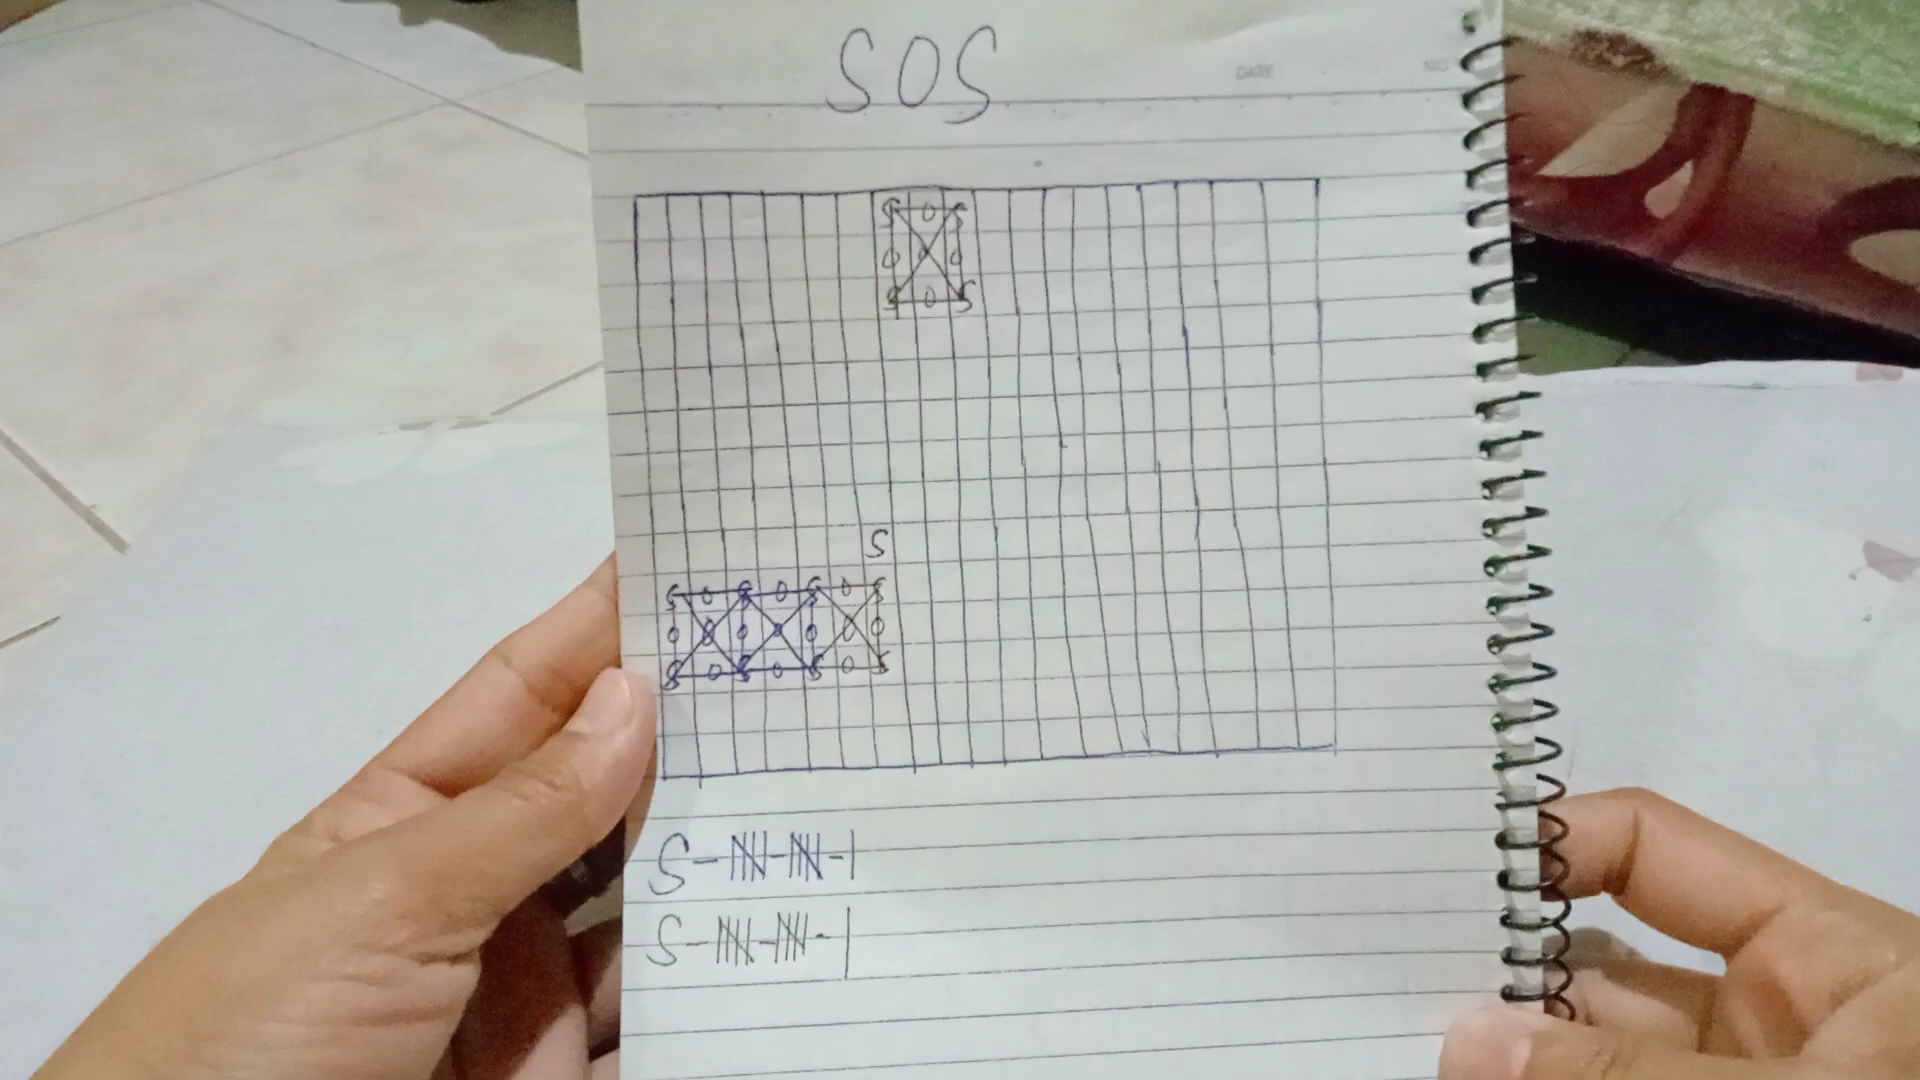 SOS
DATE NO
S O S
O O O
S O S
S
S O S O S O S
O O O O O O O
S O S O S O S
S - |||| - |||| - |
S - |||| - |||| - |